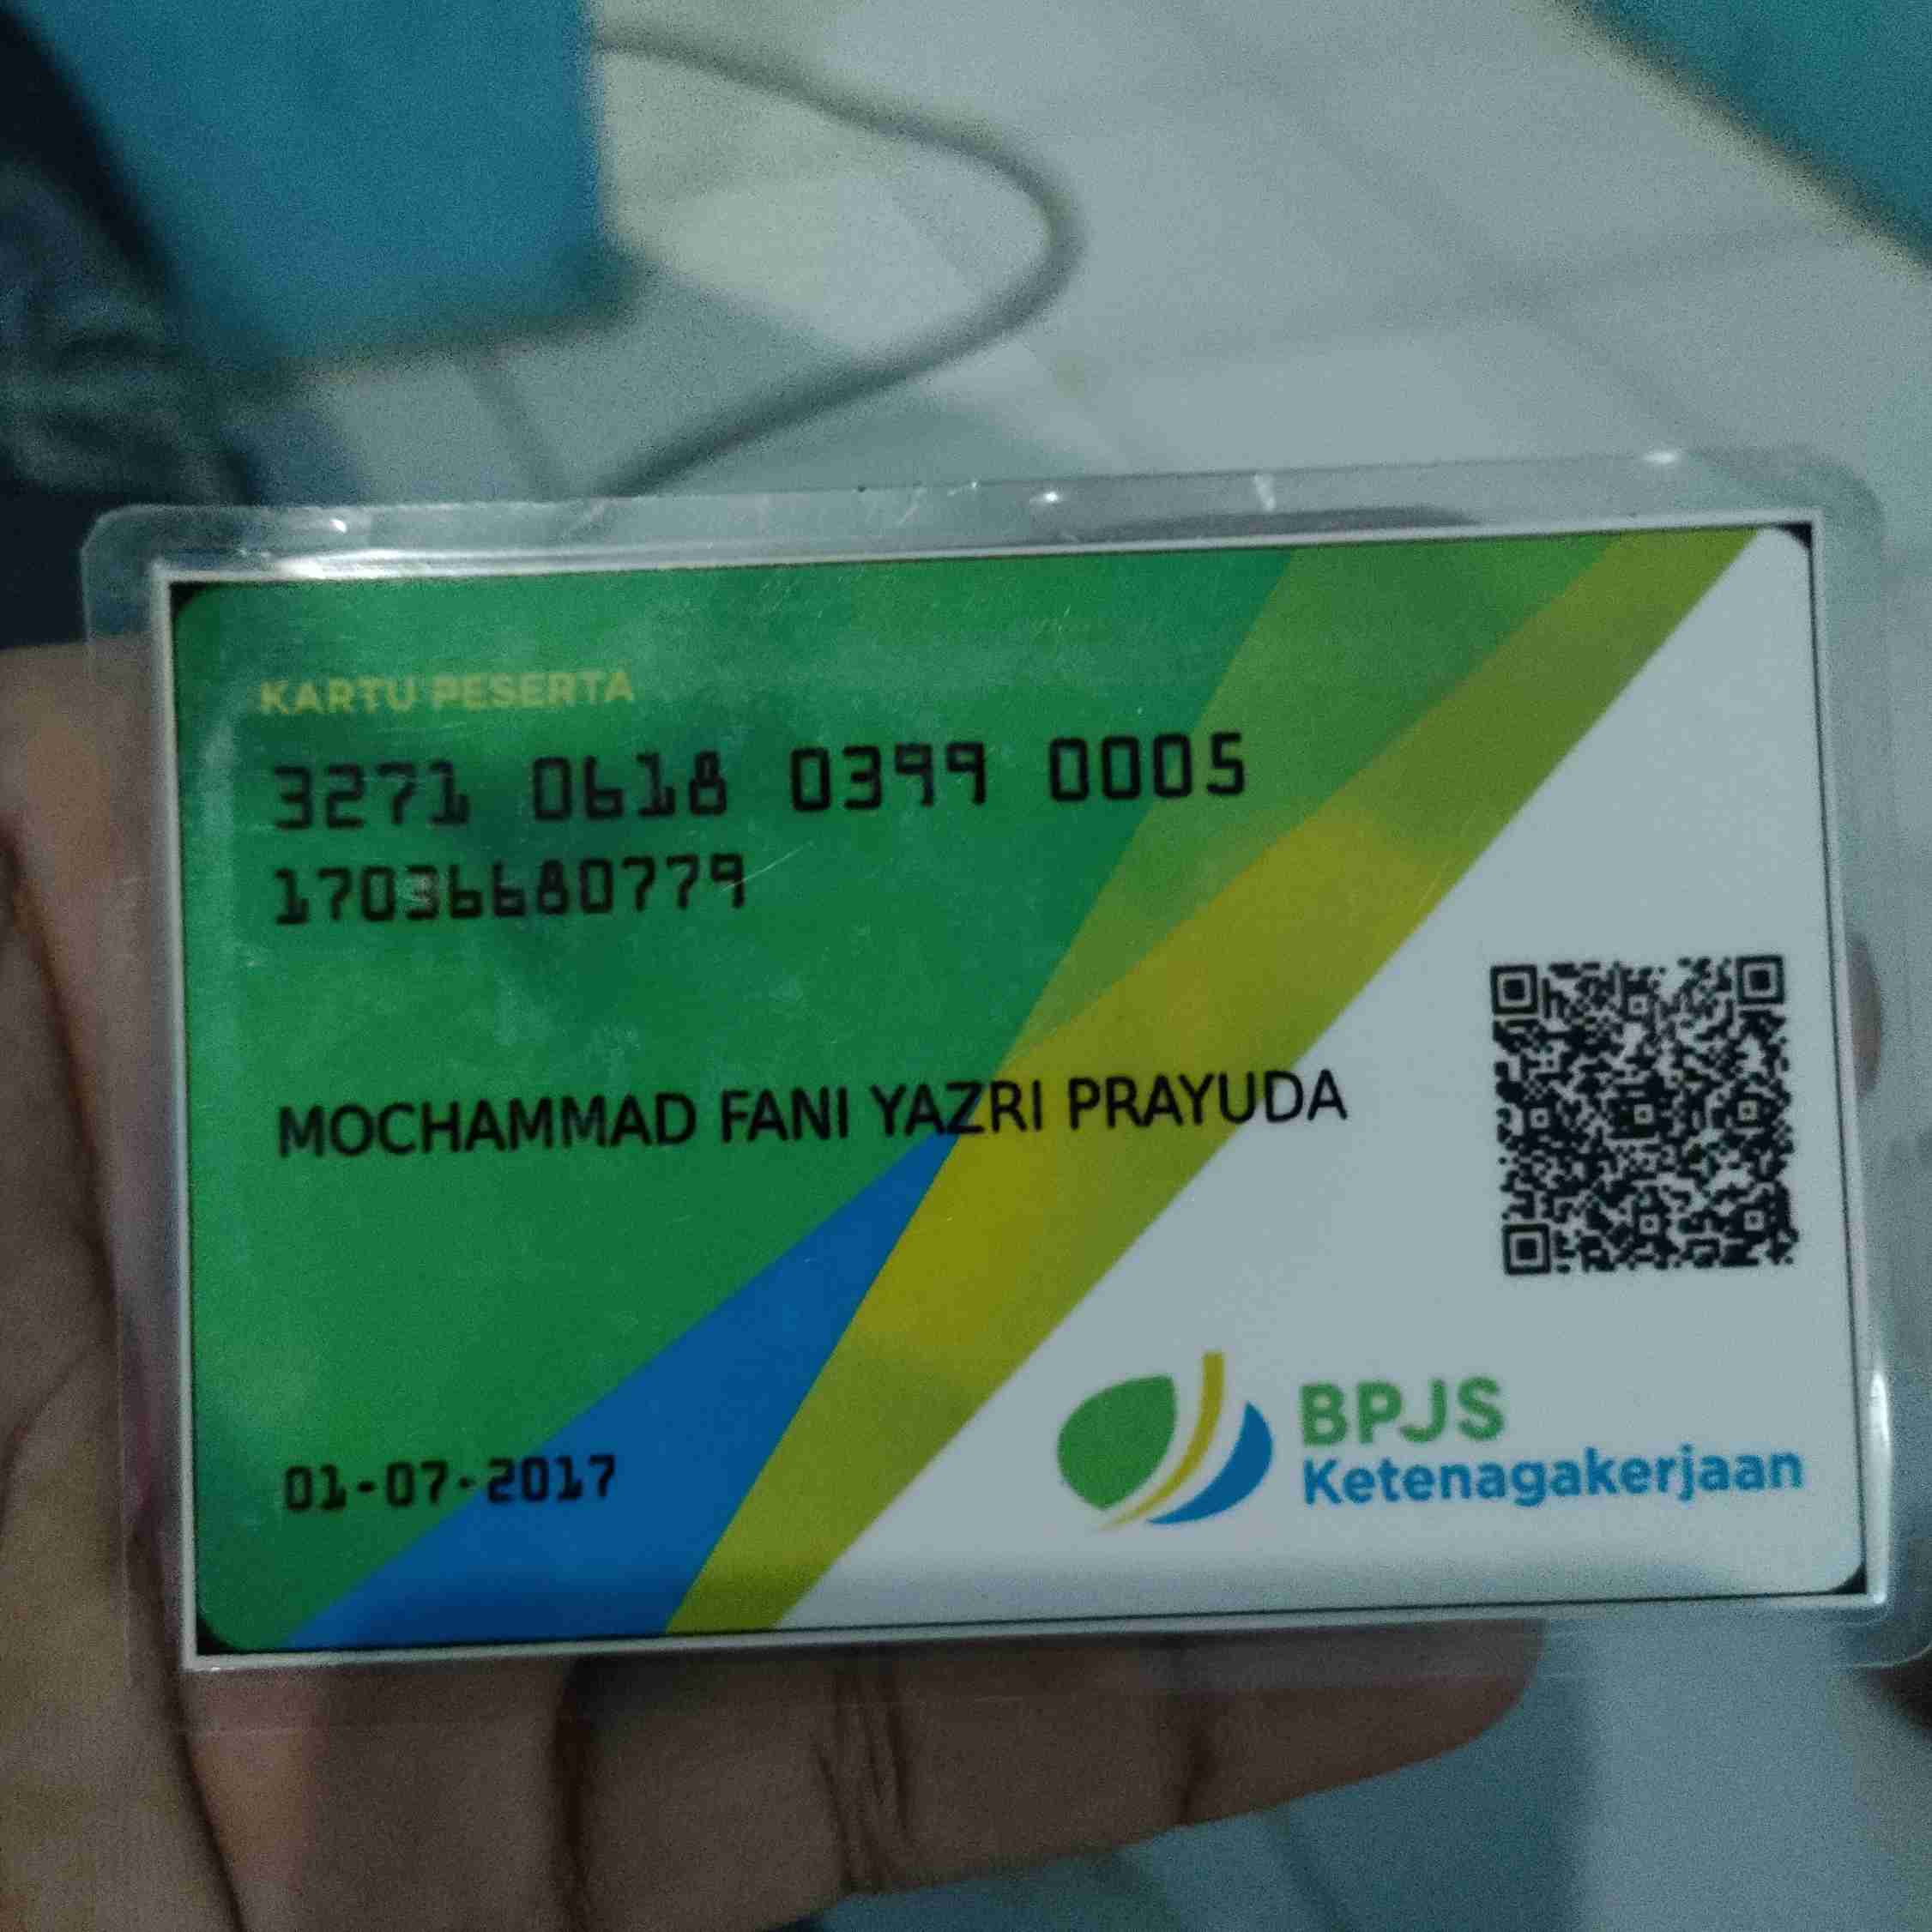 KARTU PESERTA
3271 0618 0399 0005
17036680779
MOCHAMMAD FANI YAZRI PRAYUDA
01-07-2017
BPJS
Ketenagakerjaan